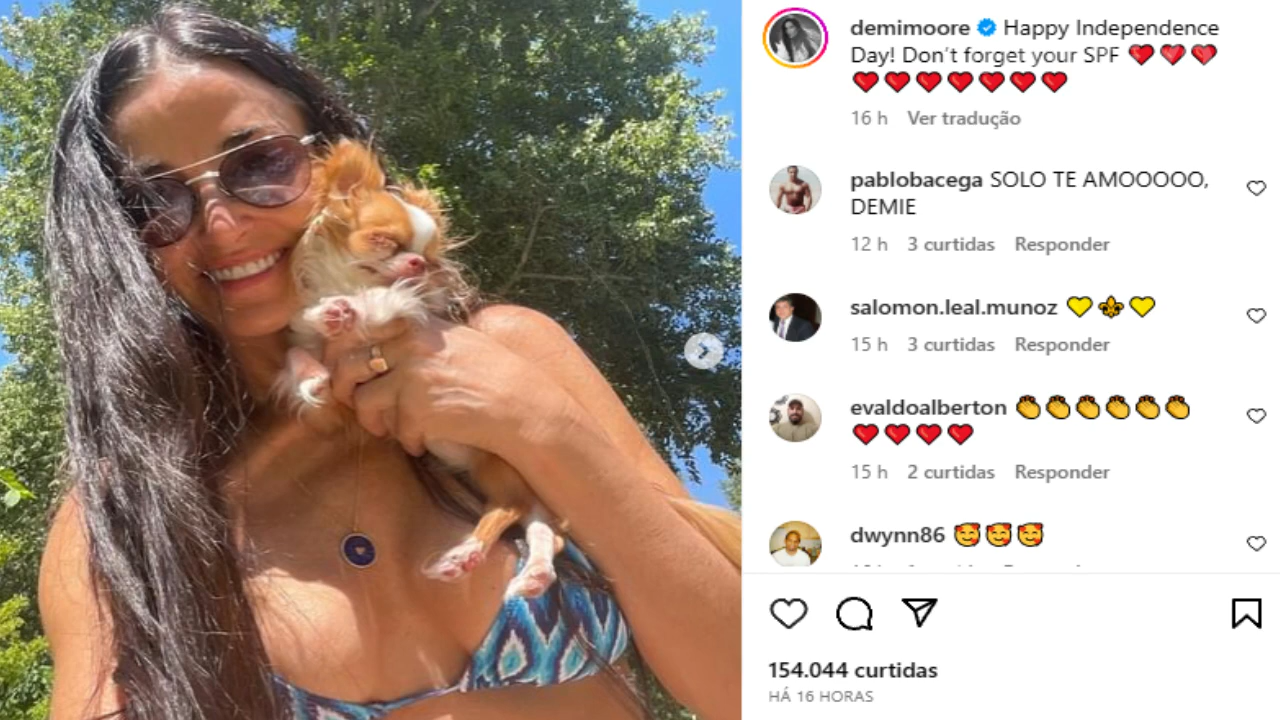 demimoore Happy Independence
Day! Don't forget your SPF ❤️❤️❤️
❤️❤️❤️❤️❤️❤️❤️
16 h Ver tradução
pablobacega SOLO TE AMOOOOO,
DEMIE
12 h 3 curtidas Responder
salomon.leal.munoz 💛⚜️💛
15 h 3 curtidas Responder
evaldoalberton 👏👏👏👏👏👏
❤️❤️❤️❤️
15 h 2 curtidas Responder
dwynn86 🥰🥰🥰
154.044 curtidas
HÁ 16 HORAS